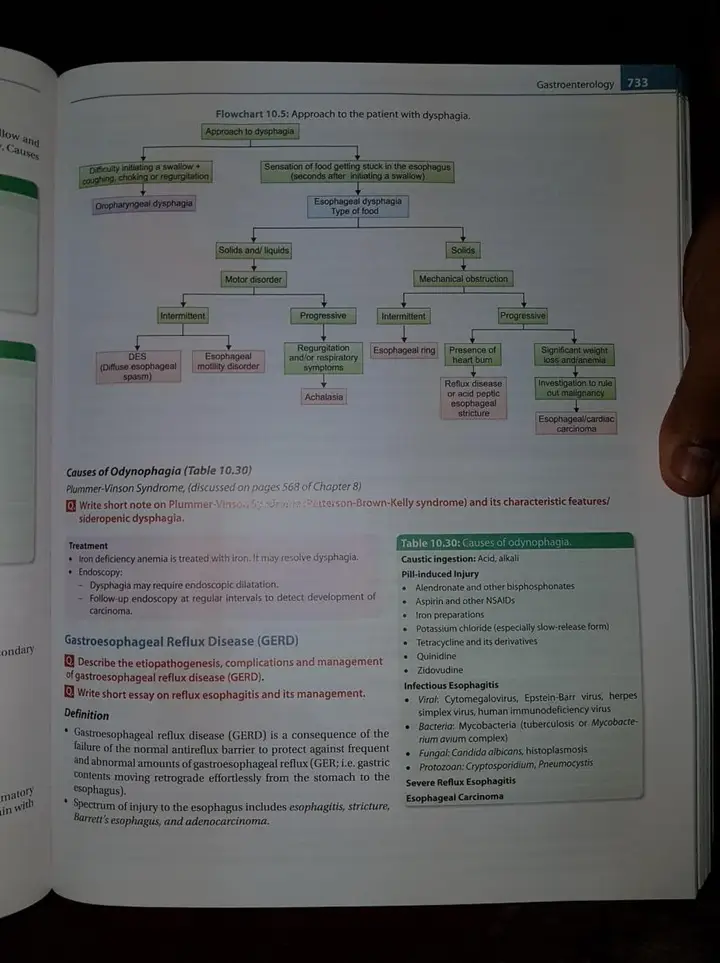 Gastroenterology 733
Flowchart 10.5: Approach to the patient with dysphagia.
Approach to dysphagia
Difficulty initiating a swallow +
coughing, choking or regurgitation
Sensation of food getting stuck in the esophagus
(seconds after initiating a swallow)
Oropharyngeal dysphagia
Esophageal dysphagia
Type of food
Solids and/ liquids
Solids
Motor disorder
Mechanical obstruction
Intermittent
Progressive
Intermittent
Progressive
DES
(Diffuse esophageal
spasm)
Esophageal
motility disorder
Regurgitation
and/or respiratory
symptoms
Achalasia
Esophageal ring
Presence of
heart burn
Reflux disease
or acid peptic
esophageal
stricture
Significant weight
loss and/anemia
Investigation to rule
out malignancy
Esophageal/cardiac
carcinoma
Causes of Odynophagia (Table 10.30)
Plummer-Vinson Syndrome, (discussed on pages 568 of Chapter 8)
Q. Write short note on Plummer-Vinson Syndrome (Patterson-Brown-Kelly syndrome) and its characteristic features/
sideropenic dysphagia.
Treatment
• Iron deficiency anemia is treated with iron. It may resolve dysphagia.
• Endoscopy:
– Dysphagia may require endoscopic dilatation.
– Follow-up endoscopy at regular intervals to detect development of
carcinoma.
Gastroesophageal Reflux Disease (GERD)
Q. Describe the etiopathogenesis, complications and management
of gastroesophageal reflux disease (GERD).
Q. Write short essay on reflux esophagitis and its management.
Definition
• Gastroesophageal reflux disease (GERD) is a consequence of the
failure of the normal antireflux barrier to protect against frequent
and abnormal amounts of gastroesophageal reflux (GER; i.e. gastric
contents moving retrograde effortlessly from the stomach to the
esophagus).
• Spectrum of injury to the esophagus includes esophagitis, stricture,
Barrett's esophagus, and adenocarcinoma.
Table 10.30: Causes of odynophagia.
Caustic ingestion: Acid, alkali
Pill-induced Injury
• Alendronate and other bisphosphonates
• Aspirin and other NSAIDs
• Iron preparations
• Potassium chloride (especially slow-release form)
• Tetracycline and its derivatives
• Quinidine
• Zidovudine
Infectious Esophagitis
• Viral: Cytomegalovirus, Epstein-Barr virus, herpes
simplex virus, human immunodeficiency virus
• Bacteria: Mycobacteria (tuberculosis or Mycobacte-
rium avium complex)
• Fungal: Candida albicans, histoplasmosis
• Protozoan: Cryptosporidium, Pneumocystis
Severe Reflux Esophagitis
Esophageal Carcinoma